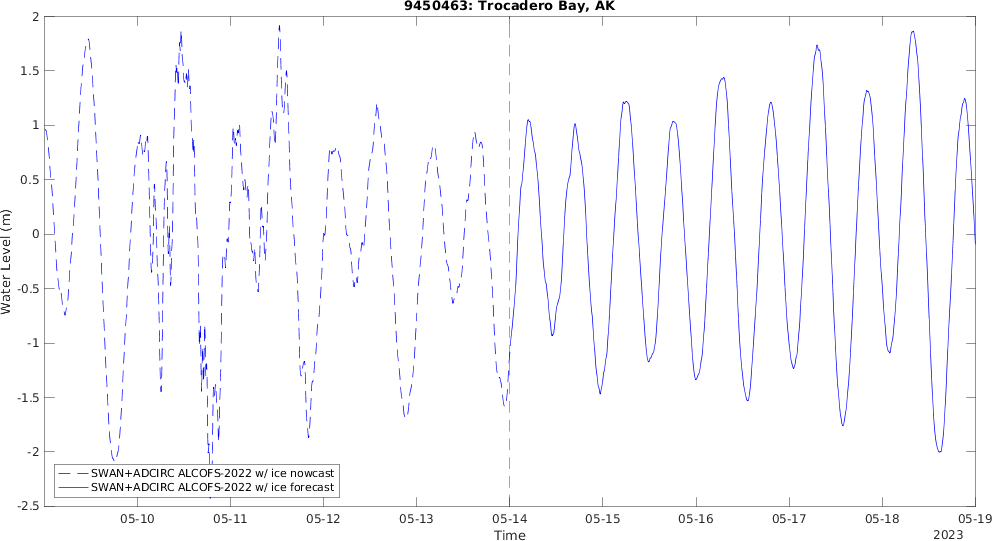 9450463: Trocadero Bay, AK
Water Level (m)
2
1.5
1
0.5
0
-0.5
-1
-1.5
-2
-2.5
SWAN+ADCIRC ALCOFS-2022 w/ ice nowcast
SWAN+ADCIRC ALCOFS-2022 w/ ice forecast
05-10 05-11 05-12 05-13 05-14 05-15 05-16 05-17 05-18 05-19
Time
2023